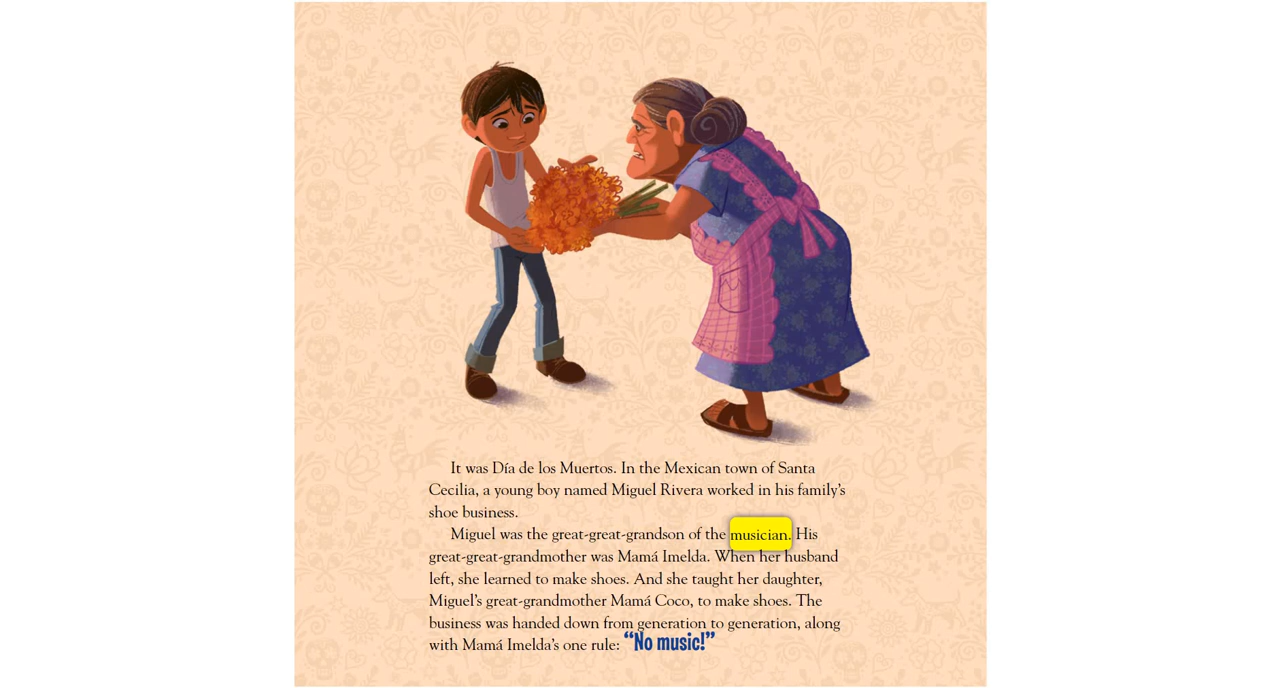 It was Día de los Muertos. In the Mexican town of Santa
Cecilia, a young boy named Miguel Rivera worked in his family’s
shoe business.
Miguel was the great-great-grandson of the musician. His
great-great-grandmother was Mamá Imelda. When her husband
left, she learned to make shoes. And she taught her daughter,
Miguel’s great-grandmother Mamá Coco, to make shoes. The
business was handed down from generation to generation, along
with Mamá Imelda’s one rule: “No music!”